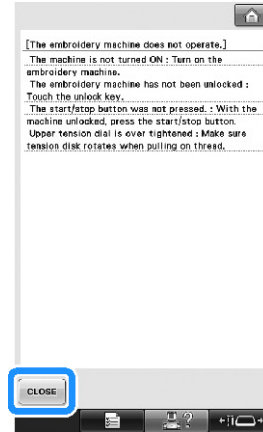 [The embroidery machine does not operate.]
The machine is not turned ON : Turn on the
embroidery machine.
The embroidery machine has not been unlocked :
Touch the unlock key.
The start/stop button was not pressed. : With the
machine unlocked, press the start/stop button.
Upper tension dial is over tightened : Make sure
tension disk rotates when pulling on thread.
CLOSE
?